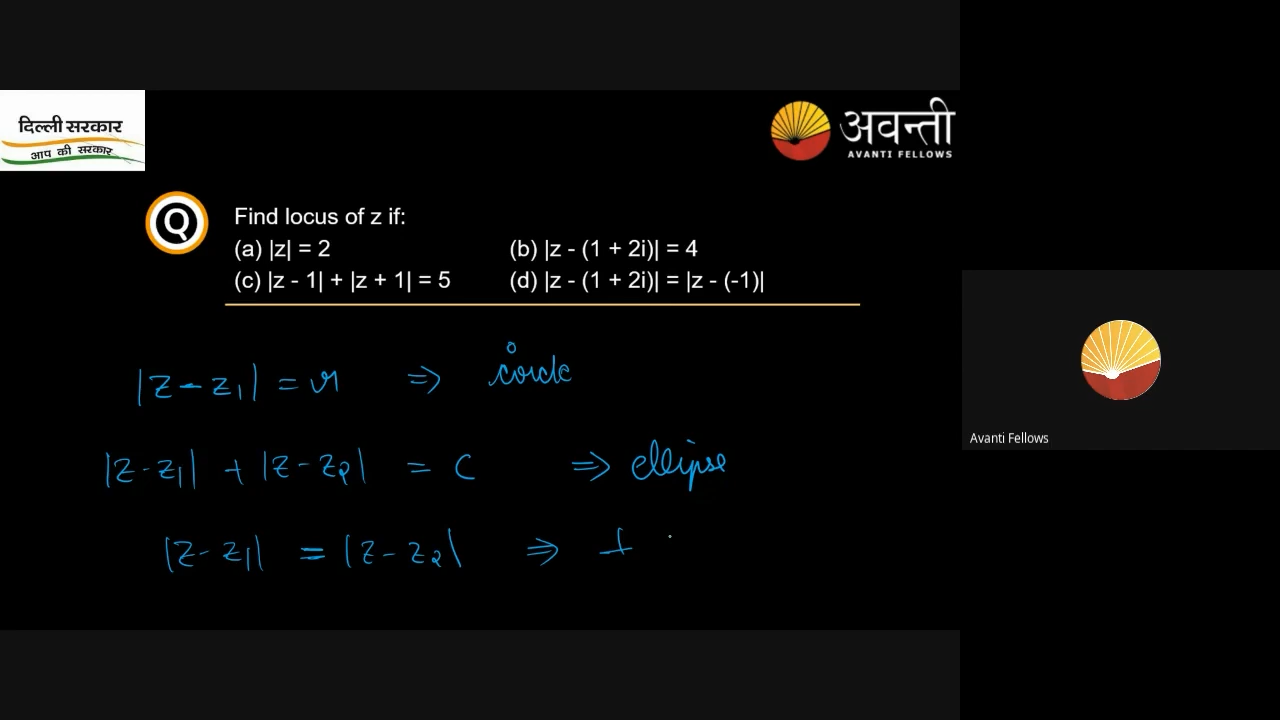 दिल्ली सरकार
आप की सरकार
अवन्ती
AVANTI FELLOWS
Q
Find locus of z if:
(a) |z| = 2 (b) |z - (1 + 2i)| = 4
(c) |z - 1| + |z + 1| = 5 (d) |z - (1 + 2i)| = |z - (-1)|
|z - z₁| = r ⇒ circle
|z - z₁| + |z - z₂| = c ⇒ ellipse
|z - z₁| = |z - z₂| ⇒ ⊥
Avanti Fellows